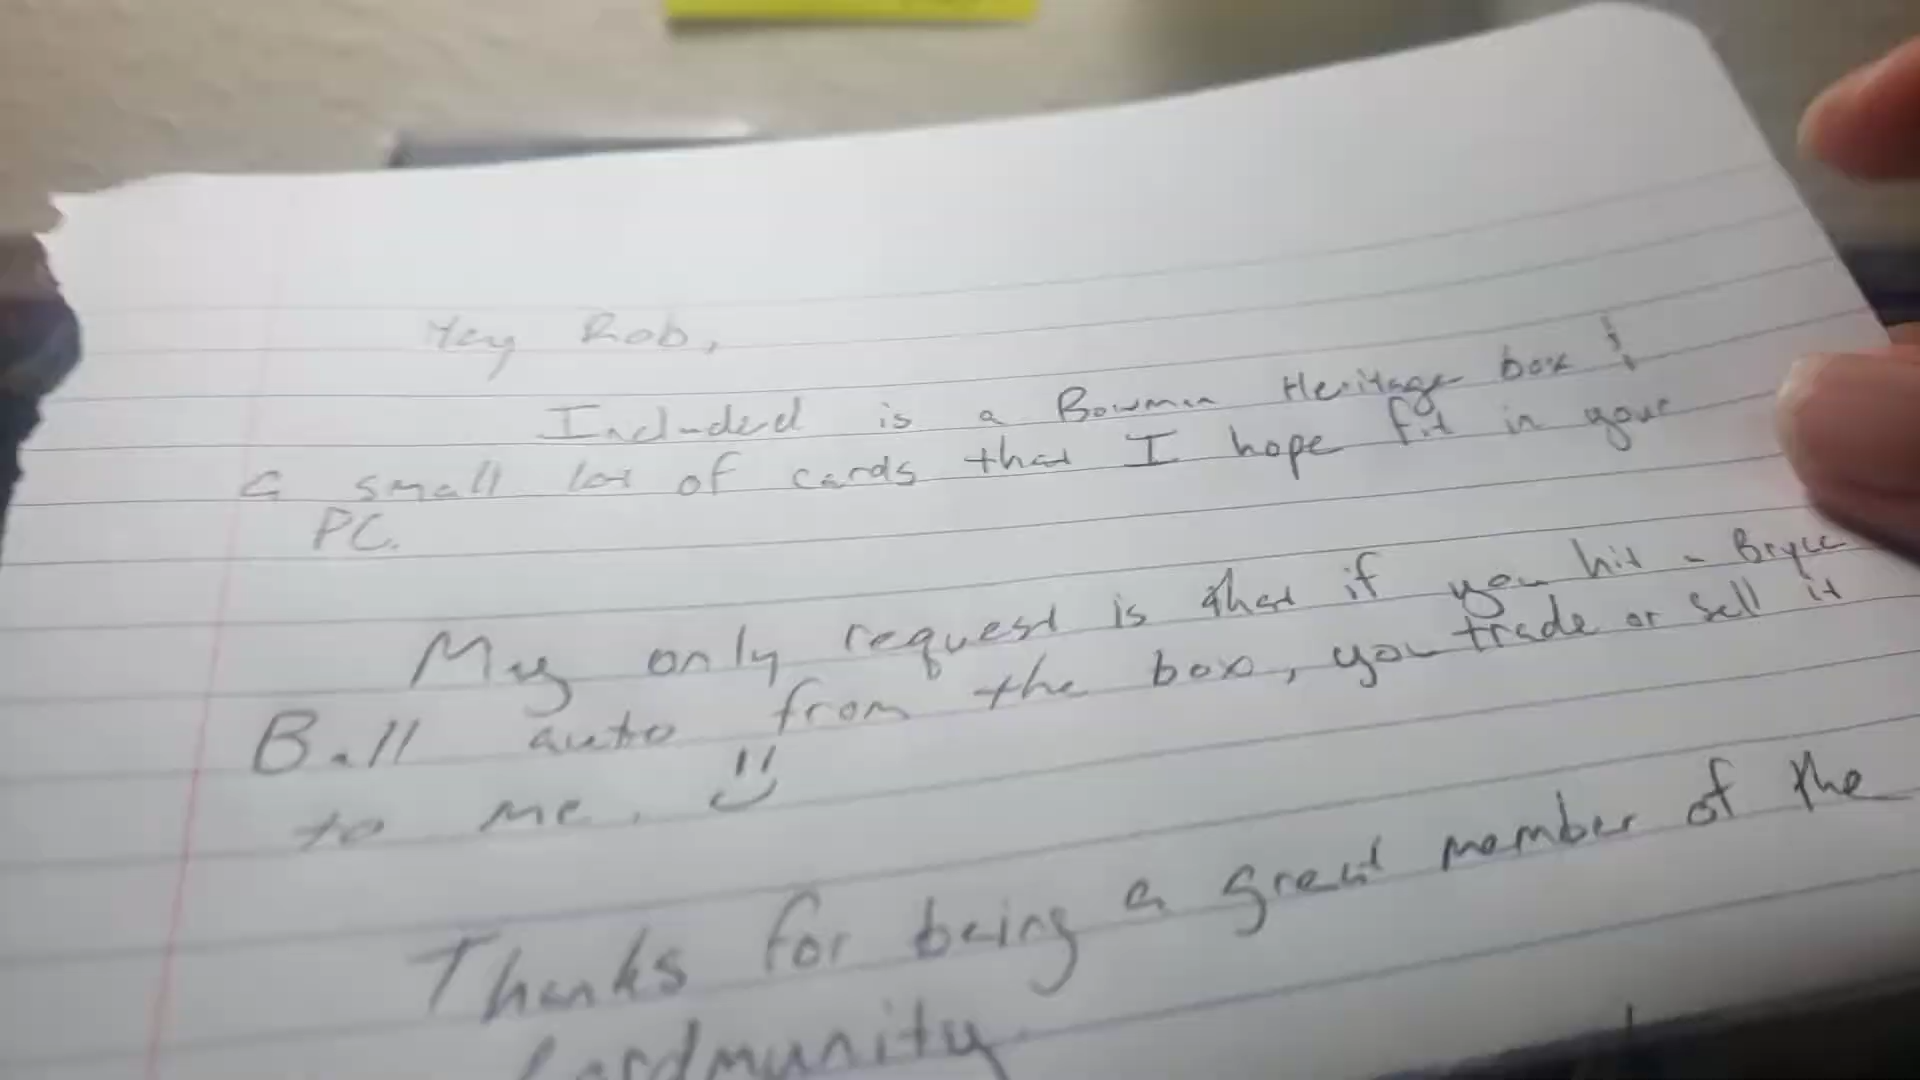 Hey Rob,
Included is a Bowman Heritage box &
a small lot of cards that I hope fit in your
PC.
My only request is that if you hit a Bryce
Ball auto from the box, you trade or sell it
to me. :)
Thanks for being a great member of the
Cardmunity